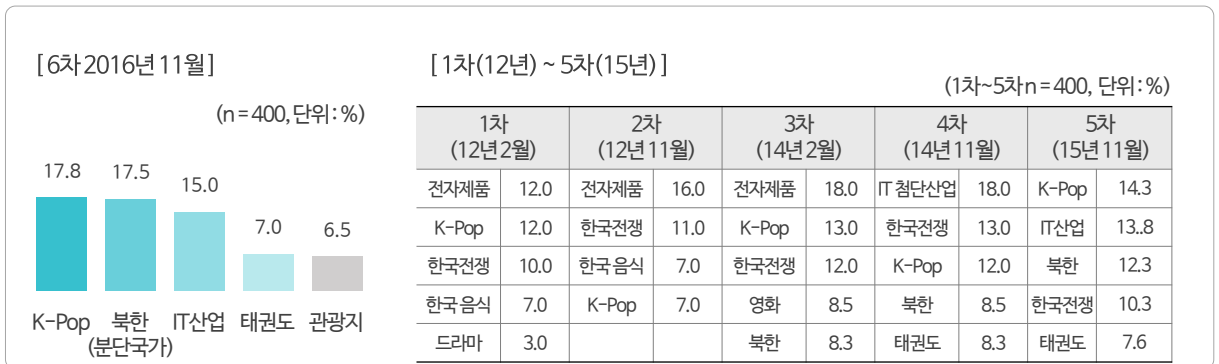 [ 6차 2016년 11월 ]
(n = 400, 단위 : %)
17.8 17.5 15.0 7.0 6.5
K-Pop 북한 IT산업 태권도 관광지
(분단국가)
[ 1차 (12년) ~ 5차 (15년) ]
(1차~5차 n = 400, 단위 : %)
1차 2차 3차 4차 5차
(12년 2월) (12년 11월) (14년 2월) (14년 11월) (15년 11월)
전자제품 12.0 전자제품 16.0 전자제품 18.0 IT 첨단산업 18.0 K-Pop 14.3
K-Pop 12.0 한국전쟁 11.0 K-Pop 13.0 한국전쟁 13.0 IT산업 13..8
한국전쟁 10.0 한국 음식 7.0 한국전쟁 12.0 K-Pop 12.0 북한 12.3
한국 음식 7.0 K-Pop 7.0 영화 8.5 북한 8.5 한국전쟁 10.3
드라마 3.0 북한 8.3 태권도 8.3 태권도 7.6